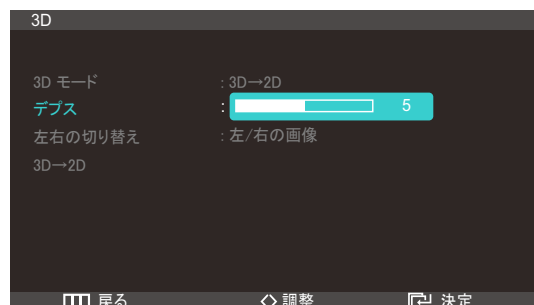 3D
3D モード : 3D→2D
デプス : 5
左右の切り替え : 左/右の画像
3D→2D
戻る 調整 決定